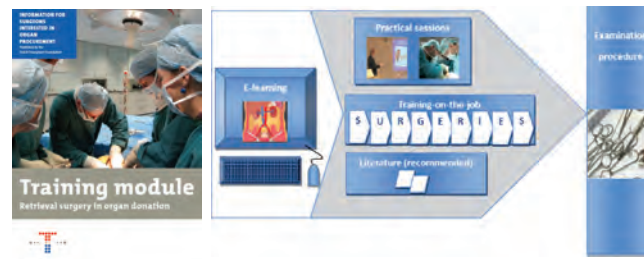 INFORMATION FOR
SURGEONS
INTERESTED IN
ORGAN
PROCUREMENT
Training module
Retrieval surgery in organ donation
E-learning
Practical sessions
Training-on-the-job
S U R G E R I E S
Literature (recommended)
Examination
procedure